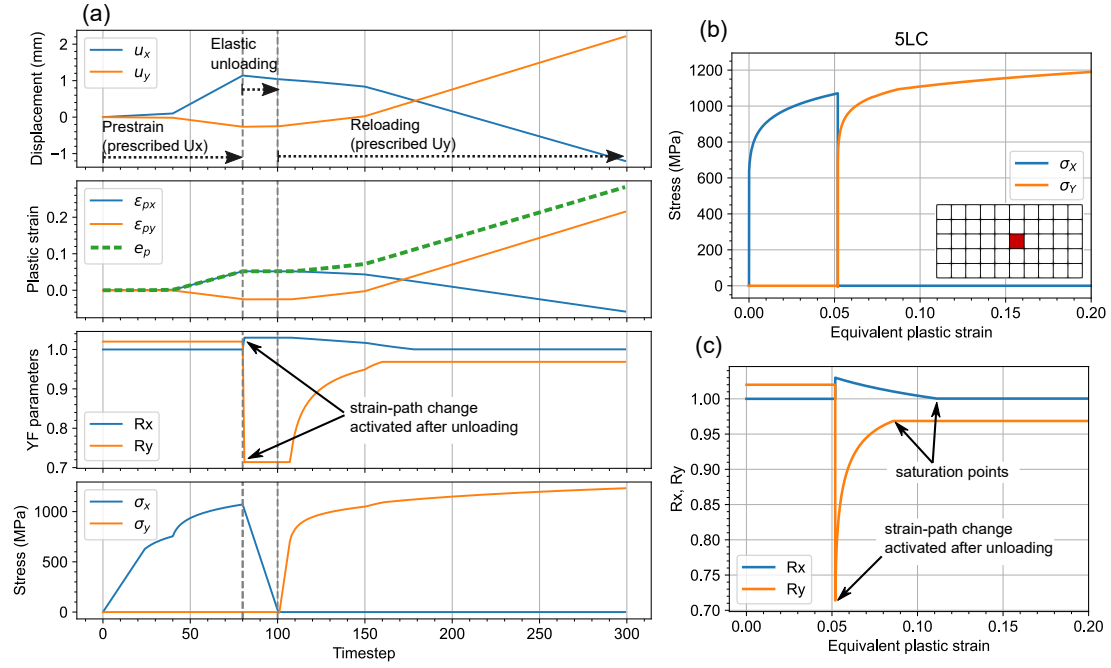 (a)
Displacement (mm)
2
1
0
−1
u_x
u_y
Elastic
unloading
Prestrain
(prescribed Ux)
Reloading
(prescribed Uy)
Plastic strain
0.2
0.1
0.0
ε_px
ε_py
e_p
YF parameters
1.0
0.9
0.8
0.7
Rx
Ry
strain-path change
activated after unloading
Stress (MPa)
1000
500
0
σ_x
σ_y
0 50 100 150 200 250 300
Timestep
(b)
5LC
Stress (MPa)
1200
1000
800
600
400
200
0
σ_X
σ_Y
0.00 0.05 0.10 0.15 0.20
Equivalent plastic strain
(c)
Rx, Ry
1.00
0.95
0.90
0.85
0.80
0.75
0.70
saturation points
strain-path change
activated after unloading
Rx
Ry
0.00 0.05 0.10 0.15 0.20
Equivalent plastic strain